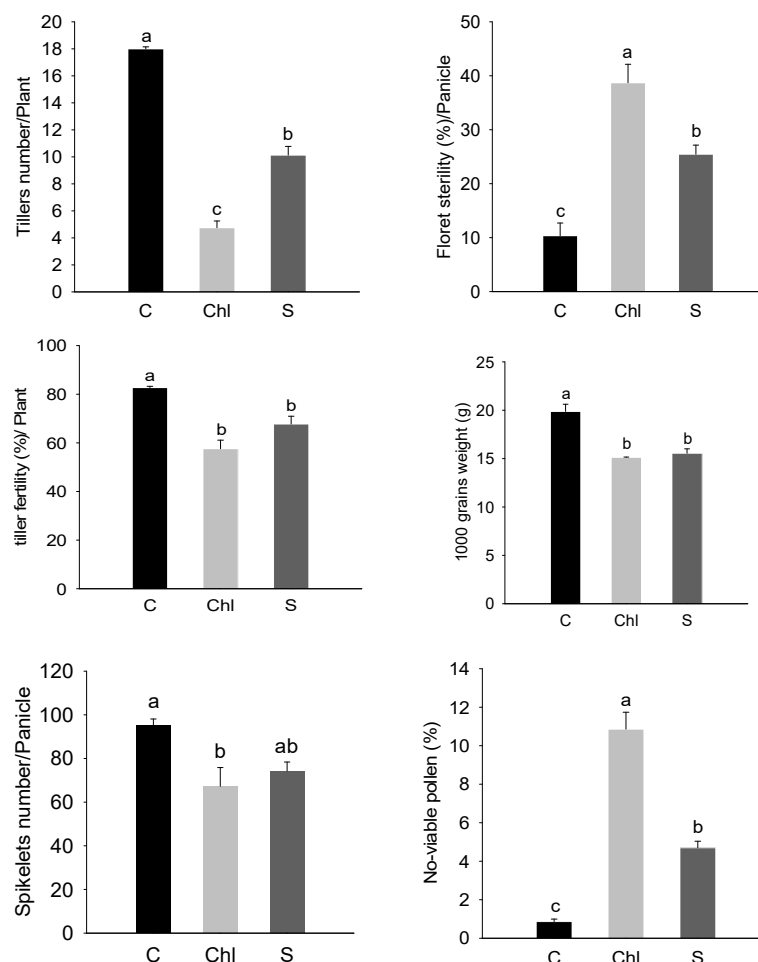 Tillers number/Plant
20
18
16
14
12
10
8
6
4
2
0
a
c
b
C Chl S
Floret sterility (%)/Panicle
50
40
30
20
10
0
c
a
b
C Chl S
tiller fertility (%)/ Plant
100
80
60
40
20
0
a
b
b
C Chl S
1000 grains weight (g)
25
20
15
10
5
0
a
b
b
C Chl S
Spikelets number/Panicle
120
100
80
60
40
20
0
a
b
ab
C Chl S
No-viable pollen (%)
14
12
10
8
6
4
2
0
c
a
b
C Chl S